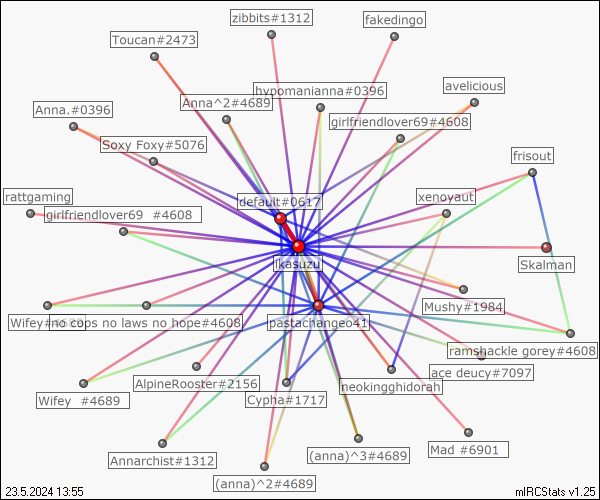 zibbits#1312
fakedingo
Toucan#2473
avelicious
hypomanianna#0396
Anna^2#4689
Anna.#0396
girlfriendlover69#4608
Soxy Foxy#5076
frisout
rattgaming
default#0617
xenoyaut
girlfriendlover69 #4608
ikasuzu
Skalman
Mushy#1984
Wifey
no cops no laws no hope#4608
pastachangeo41
ramshackle gorey#4608
ace deucy#7097
AlpineRooster#2156
neokingghidorah
Wifey #4689
Cypha#1717
Annarchist#1312
(anna)^3#4689
Mad #6901
(anna)^2#4689
23.5.2024 13:55
mIRCStats v1.25